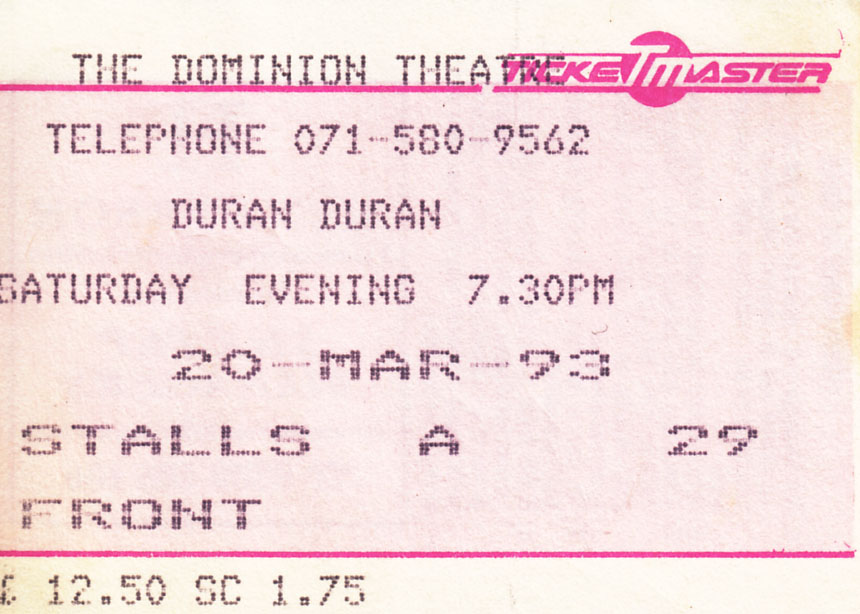 THE DOMINION THEATRE TICKETMASTER
TELEPHONE 071-580-9562
DURAN DURAN
SATURDAY EVENING 7.30PM
20-MAR-93
STALLS A 29
FRONT
£ 12.50 SC 1.75